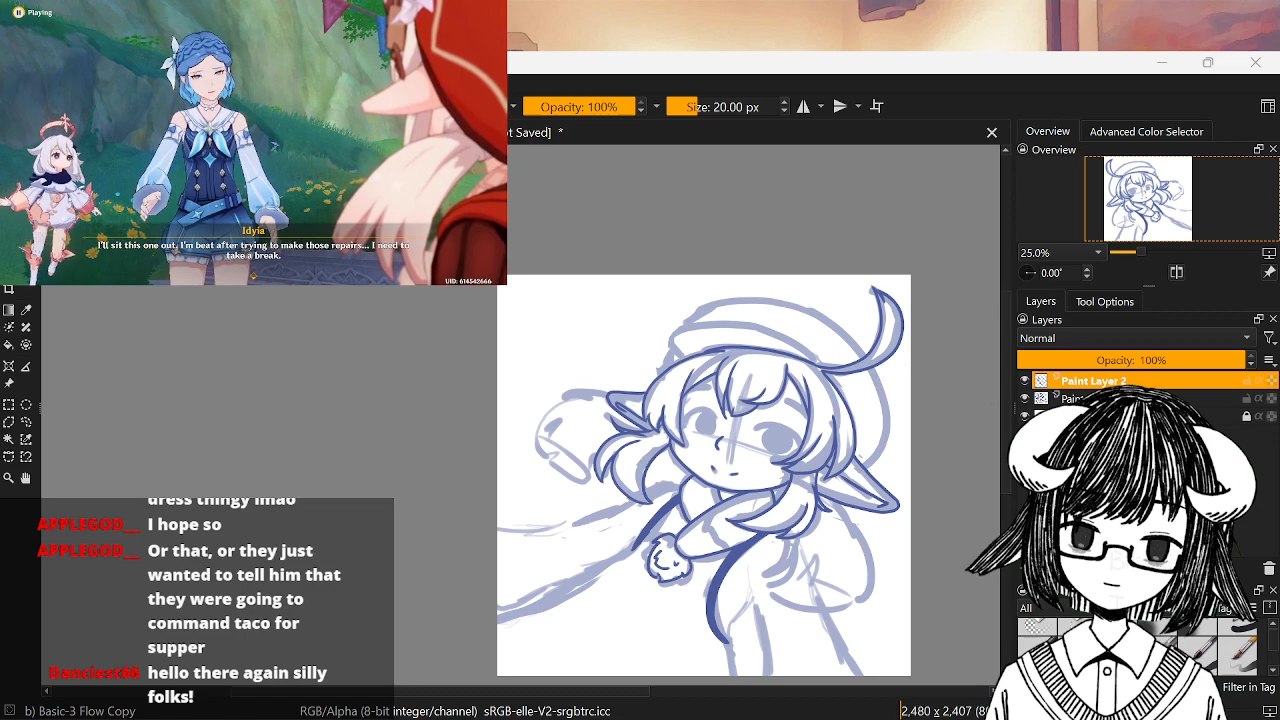 Playing
Idyia
I'll sit this one out. I'm beat after trying to make those repairs... I need to
take a break.
UID: 614542666
Opacity: 100%
Size: 20.00 px
ot Saved] *
Overview
Advanced Color Selector
Overview
25.0%
0.00°
Layers
Tool Options
Layers
Normal
Opacity: 100%
Paint Layer 2
Paint
All
Tag
Filter in Tag
dress thingy lmao
APPLEGOD__ I hope so
APPLEGOD__ Or that, or they just
wanted to tell him that
they were going to
command taco for
supper
Danciest66 hello there again silly
folks!
b) Basic-3 Flow Copy
RGB/Alpha (8-bit integer/channel) sRGB-elle-V2-srgbtrc.icc
2,480 x 2,407 (8